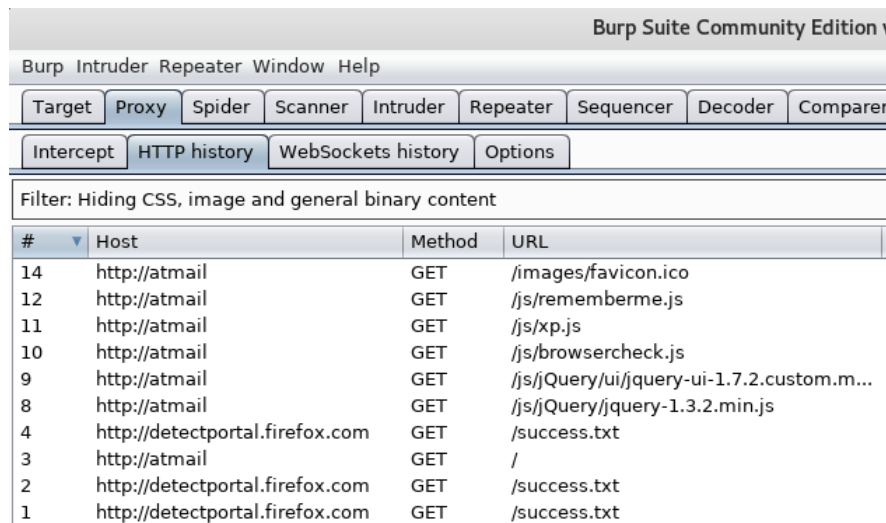 Burp Suite Community Edition
Burp Intruder Repeater Window Help
Target Proxy Spider Scanner Intruder Repeater Sequencer Decoder Comparer
Intercept HTTP history WebSockets history Options
Filter: Hiding CSS, image and general binary content
# Host Method URL
14 http://atmail GET /images/favicon.ico
12 http://atmail GET /js/rememberme.js
11 http://atmail GET /js/xp.js
10 http://atmail GET /js/browsercheck.js
9 http://atmail GET /js/jQuery/ui/jquery-ui-1.7.2.custom.m...
8 http://atmail GET /js/jQuery/jquery-1.3.2.min.js
4 http://detectportal.firefox.com GET /success.txt
3 http://atmail GET /
2 http://detectportal.firefox.com GET /success.txt
1 http://detectportal.firefox.com GET /success.txt